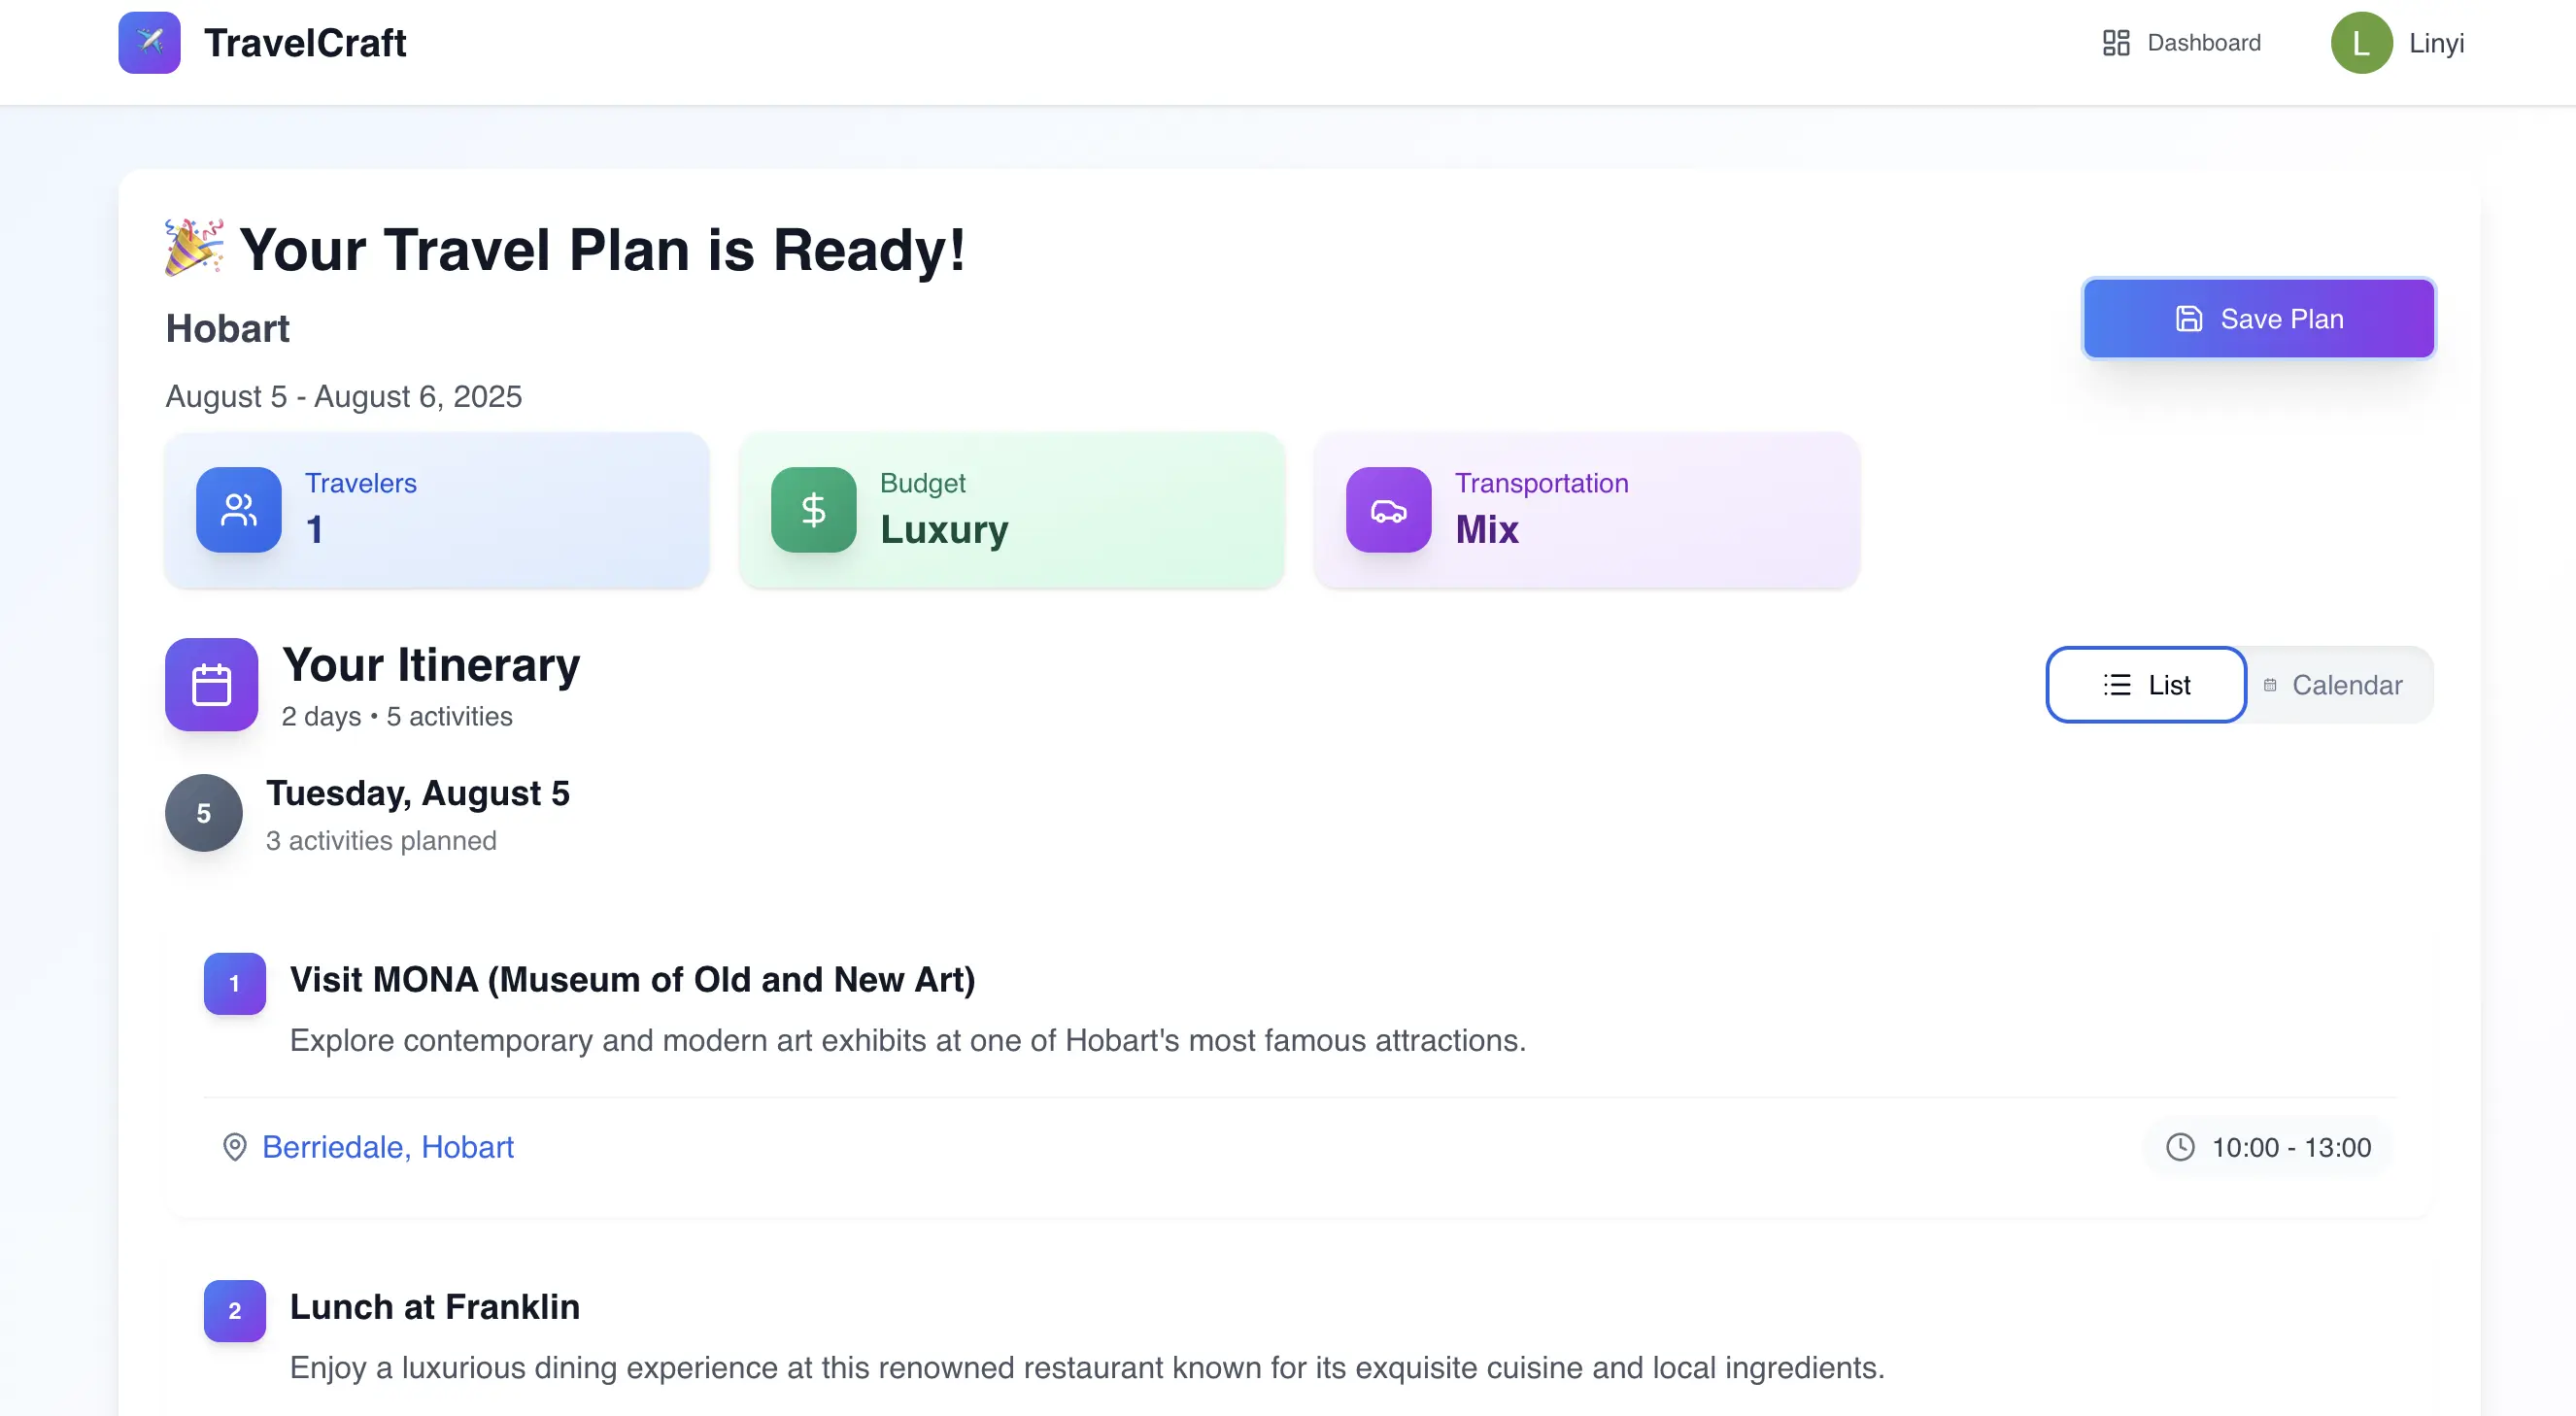 TravelCraft
Dashboard
L
Linyi
Your Travel Plan is Ready!
Hobart
August 5 - August 6, 2025
Save Plan
Travelers
1
Budget
Luxury
Transportation
Mix
Your Itinerary
2 days • 5 activities
List
Calendar
5
Tuesday, August 5
3 activities planned
1
Visit MONA (Museum of Old and New Art)
Explore contemporary and modern art exhibits at one of Hobart's most famous attractions.
Berriedale, Hobart
10:00 - 13:00
2
Lunch at Franklin
Enjoy a luxurious dining experience at this renowned restaurant known for its exquisite cuisine and local ingredients.